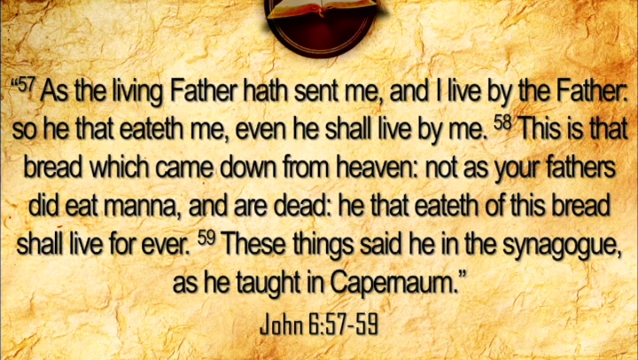 “⁵⁷ As the living Father hath sent me, and I live by the Father:
so he that eateth me, even he shall live by me. ⁵⁸ This is that
bread which came down from heaven: not as your fathers
did eat manna, and are dead: he that eateth of this bread
shall live for ever. ⁵⁹ These things said he in the synagogue,
as he taught in Capernaum.”
John 6:57-59